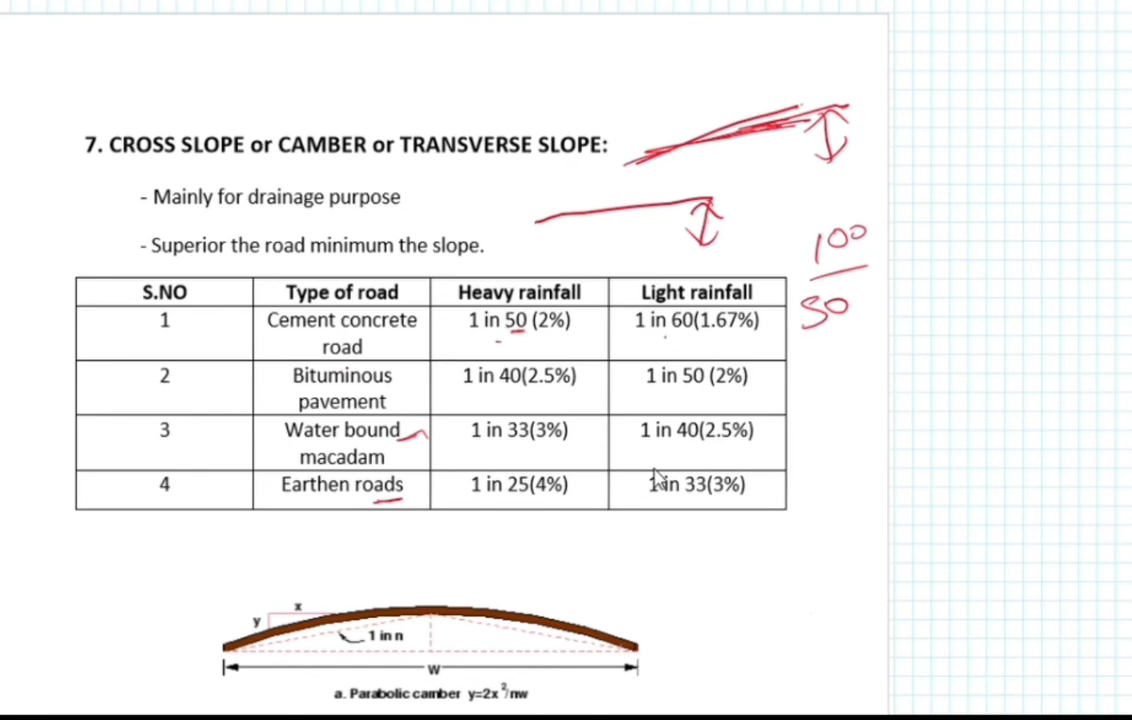 7. CROSS SLOPE or CAMBER or TRANSVERSE SLOPE:
- Mainly for drainage purpose
- Superior the road minimum the slope.
100
50
S.NO Type of road Heavy rainfall Light rainfall
1 Cement concrete road 1 in 50 (2%) 1 in 60(1.67%)
2 Bituminous pavement 1 in 40(2.5%) 1 in 50 (2%)
3 Water bound macadam 1 in 33(3%) 1 in 40(2.5%)
4 Earthen roads 1 in 25(4%) 1 in 33(3%)
x
y
1 in n
W
a. Parabolic camber y=2x²/nw